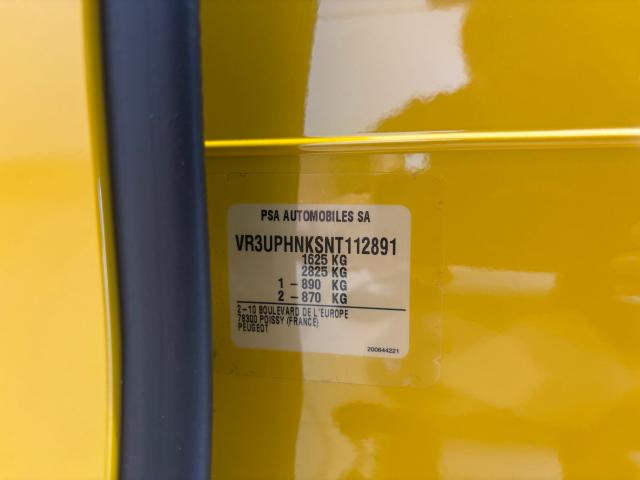 PSA AUTOMOBILES SA
VR3UPHNKSNT112891
1625 KG
2825 KG
1 – 890 KG
2 – 870 KG
2–10 BOULEVARD DE L'EUROPE
78300 POISSY (FRANCE)
PEUGEOT
200644221